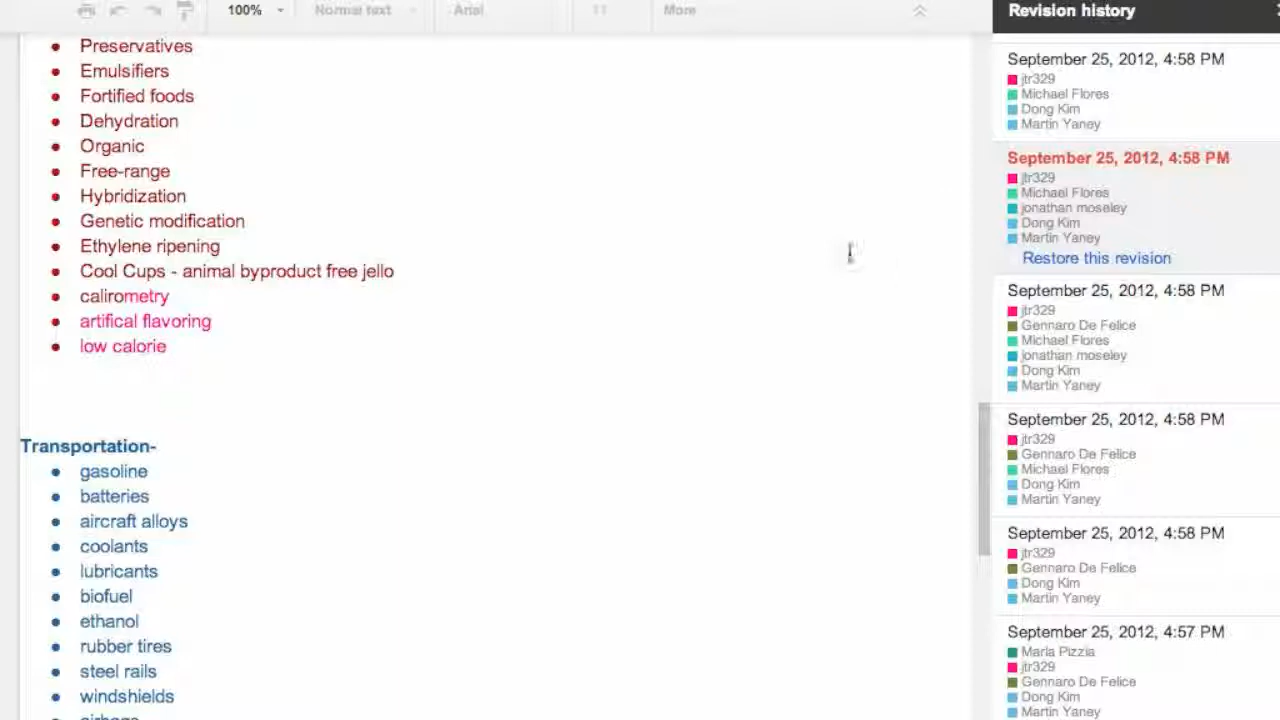 100% Normal text Arial 11 More
Preservatives
Emulsifiers
Fortified foods
Dehydration
Organic
Free-range
Hybridization
Genetic modification
Ethylene ripening
Cool Cups - animal byproduct free jello
calirometry
artifical flavoring
low calorie
Transportation-
gasoline
batteries
aircraft alloys
coolants
lubricants
biofuel
ethanol
rubber tires
steel rails
windshields
airbags
Revision history
September 25, 2012, 4:58 PM
jtr329
Michael Flores
Dong Kim
Martin Yaney
September 25, 2012, 4:58 PM
jtr329
Michael Flores
jonathan moseley
Dong Kim
Martin Yaney
Restore this revision
September 25, 2012, 4:58 PM
jtr329
Gennaro De Felice
Michael Flores
jonathan moseley
Dong Kim
Martin Yaney
September 25, 2012, 4:58 PM
jtr329
Gennaro De Felice
Michael Flores
Dong Kim
Martin Yaney
September 25, 2012, 4:58 PM
jtr329
Gennaro De Felice
Dong Kim
Martin Yaney
September 25, 2012, 4:57 PM
Marla Pizzia
jtr329
Gennaro De Felice
Dong Kim
Martin Yaney